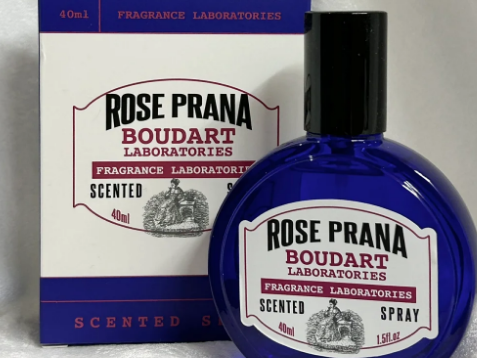 40ml FRAGRANCE LABORATORIES
ROSE PRANA
BOUDART
LABORATORIES
FRAGRANCE
SCENTED
40ml
SCENTED
ROSE PRANA
BOUDART
LABORATORIES
FRAGRANCE LABORATORIES
SCENTED SPRAY
40ml 1.5fl.oz